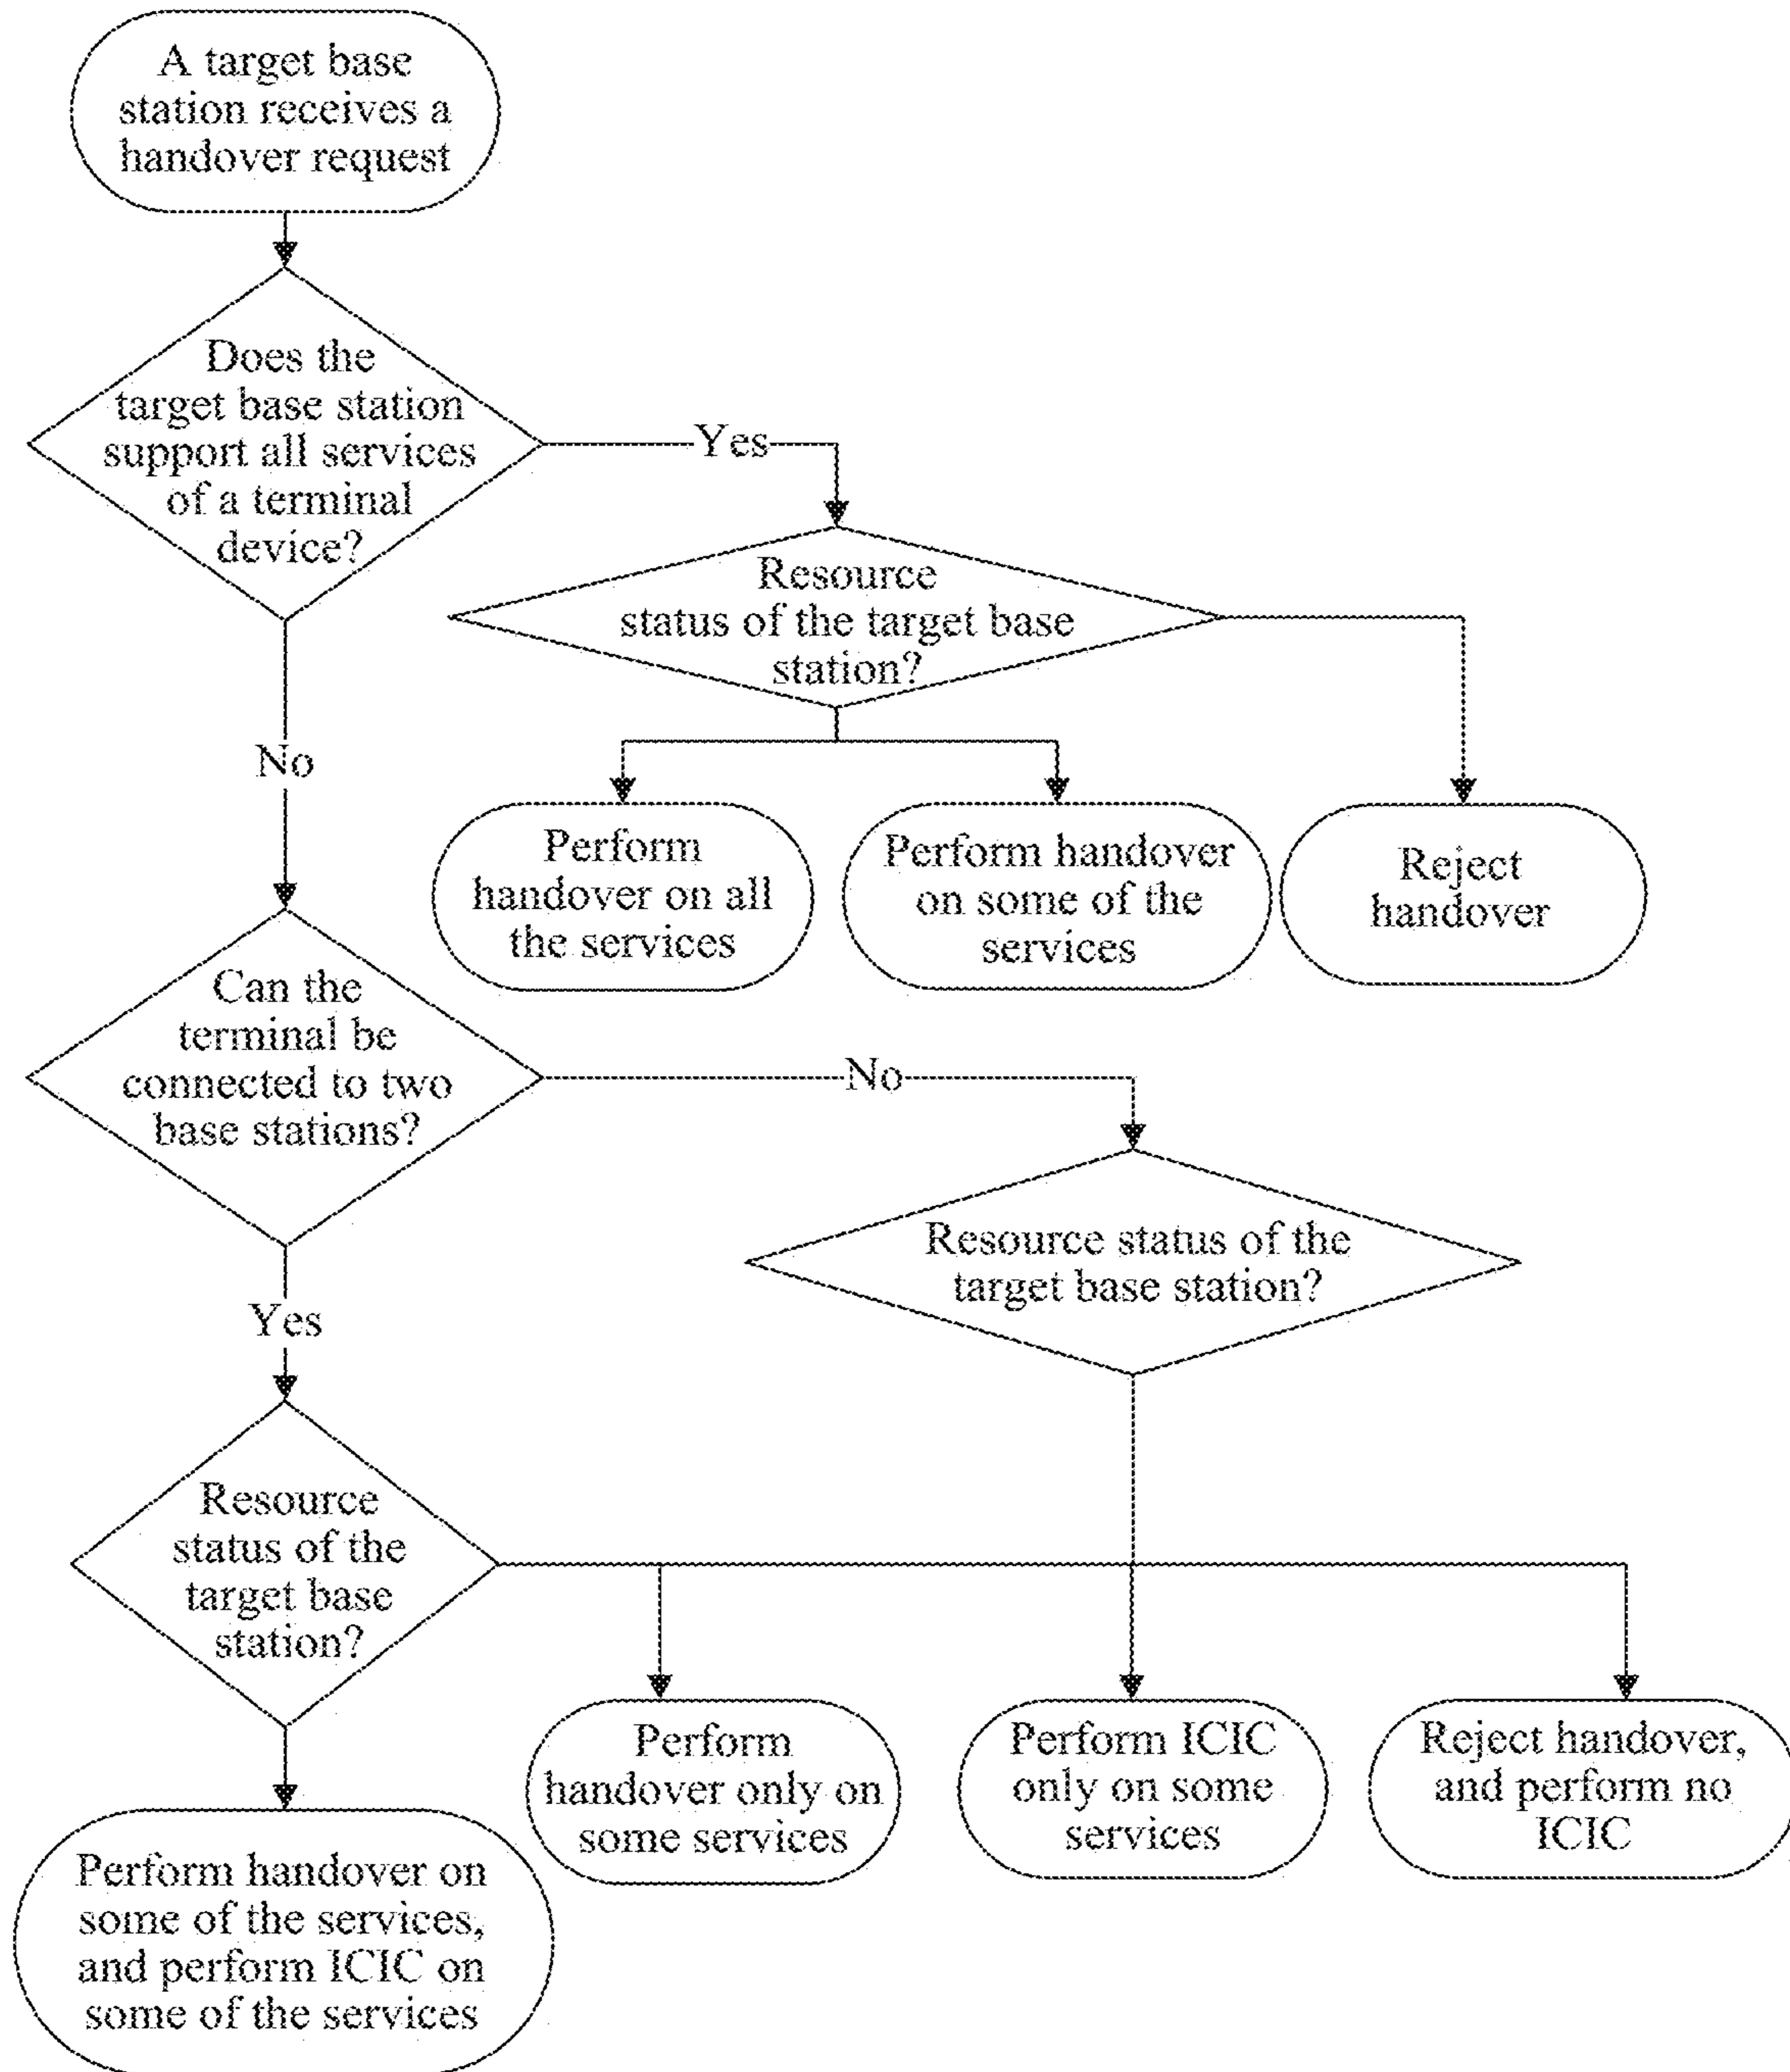 A target base
station receives a
handover request
Does the
target base station
support all services
of a terminal
device?
Yes
Resource
status of the target base
station?
No
Perform
handover on all
the services
Perform handover
on some of the
services
Reject
handover
Can the
terminal be
connected to two
base stations?
No
Resource status of the
target base station?
Yes
Resource
status of the
target base
station?
Perform
handover only on
some services
Perform ICIC
only on some
services
Reject handover,
and perform no
ICIC
Perform handover on
some of the services,
and perform ICIC on
some of the services